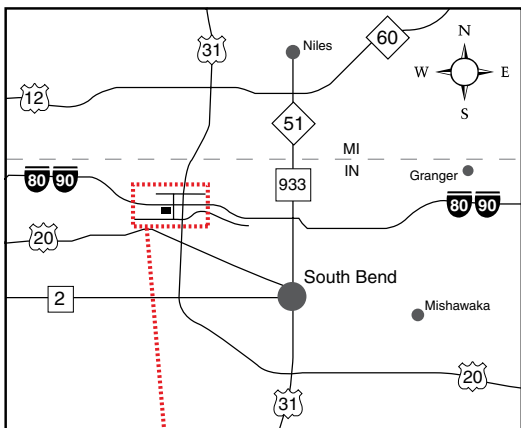 31
60
N
Niles
W
E
12
S
51
MI
IN
80 90
933
Granger
80 90
20
South Bend
2
Mishawaka
20
31